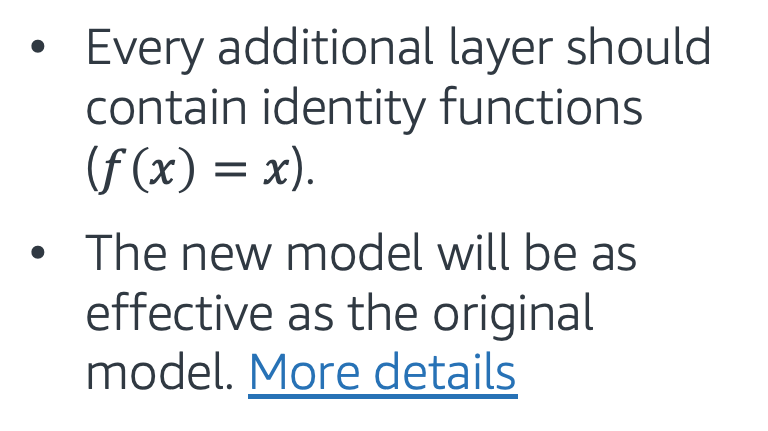 • Every additional layer should
contain identity functions
(f(x) = x).
• The new model will be as
effective as the original
model. More details